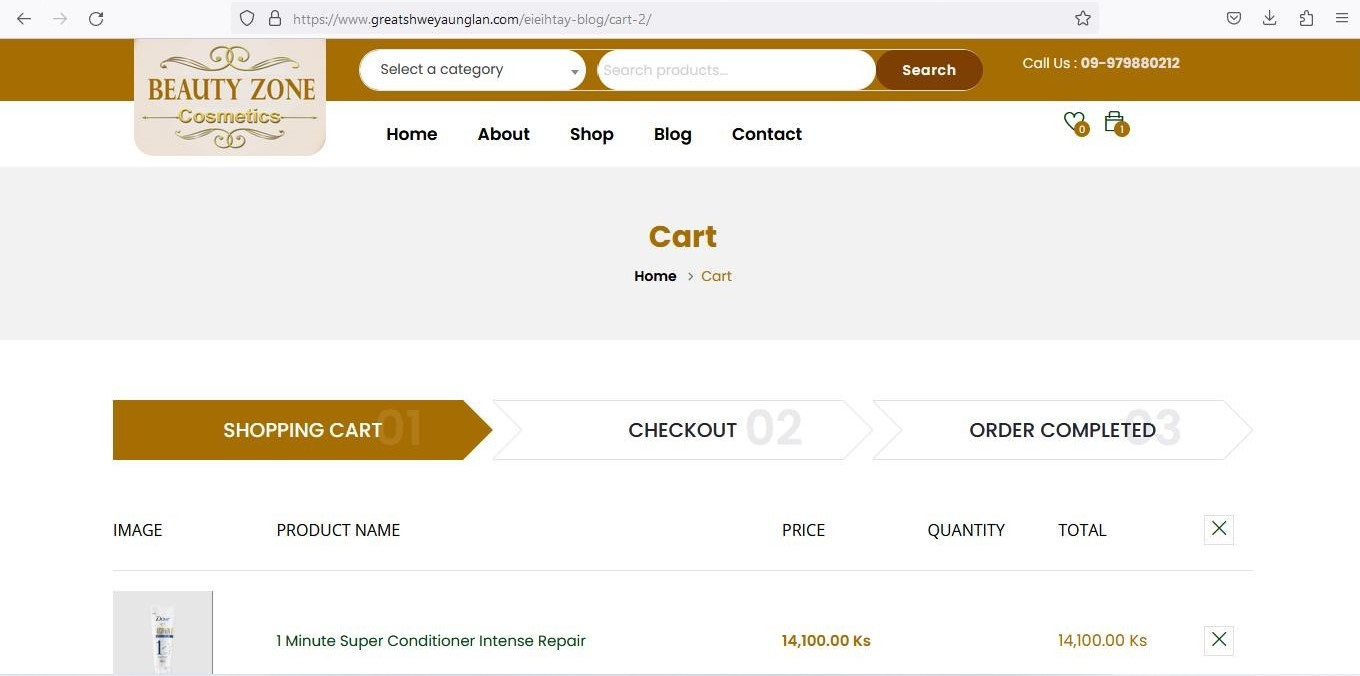 https://www.greatshweyaunglan.com/eieihtay-blog/cart-2/
BEAUTY ZONE
Cosmetics
Select a category
Search products...
Search
Call Us : 09-979880212
Home About Shop Blog Contact
0 1
Cart
Home > Cart
SHOPPING CART 01
CHECKOUT 02
ORDER COMPLETED 03
IMAGE PRODUCT NAME PRICE QUANTITY TOTAL
Dove
1 Minute Super Conditioner Intense Repair 14,100.00 Ks 14,100.00 Ks